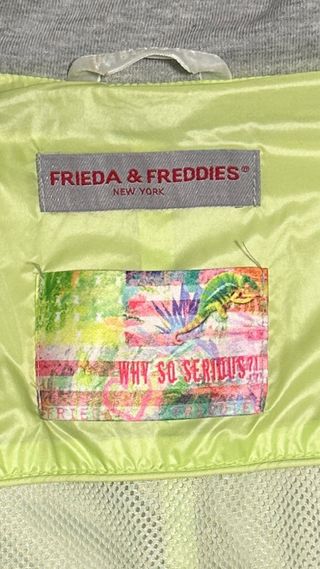 FRIEDA & FREDDIES®
NEW YORK
WHY SO SERIOUS?!